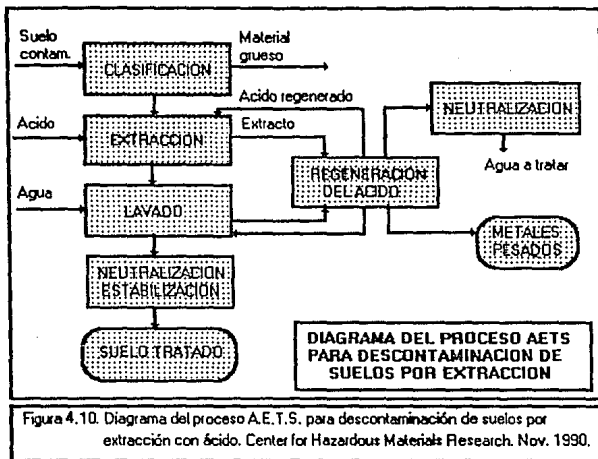 Suelo
contam.
Material
grueso
CLASIFICACION
Acido regenerado
NEUTRALIZACION
Acido
EXTRACCION
Extracto
Agua a tratar
REGENERACION
DEL ACIDO
Agua
LAVADO
METALES
PESADOS
NEUTRALIZACION
ESTABILIZACION
SUELO TRATADO
DIAGRAMA DEL PROCESO AETS
PARA DESCONTAMINACION DE
SUELOS POR EXTRACCION
Figura 4.10. Diagrama del proceso A.E.T.S. para descontaminación de suelos por
extracción con ácido. Center for Hazardous Materials Research. Nov. 1990.